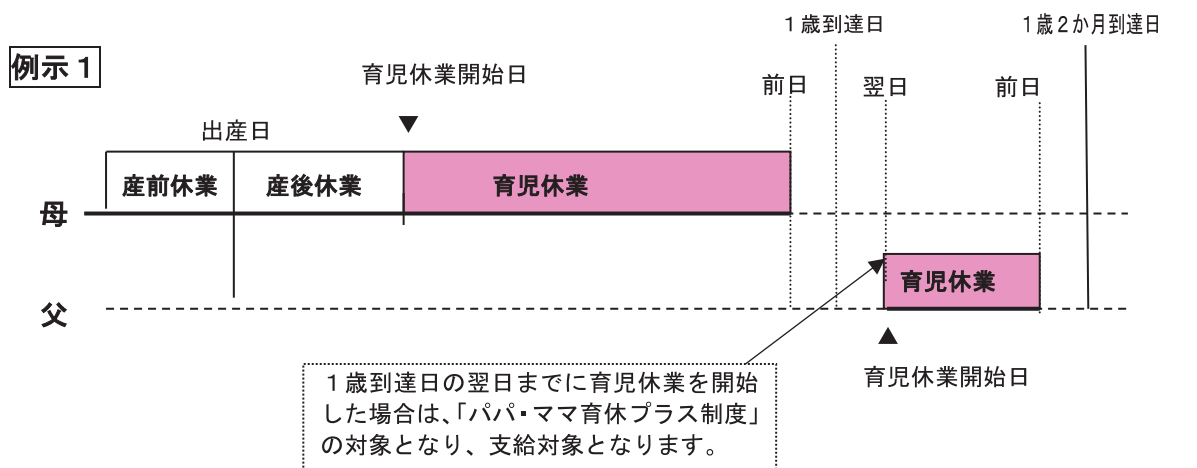 １歳到達日
１歳２か月到達日
例示１
育児休業開始日
前日
翌日
前日
出産日
産前休業
産後休業
育児休業
母
育児休業
父
１歳到達日の翌日までに育児休業を開始
した場合は、「パパ・ママ育休プラス制度」
の対象となり、支給対象となります。
育児休業開始日